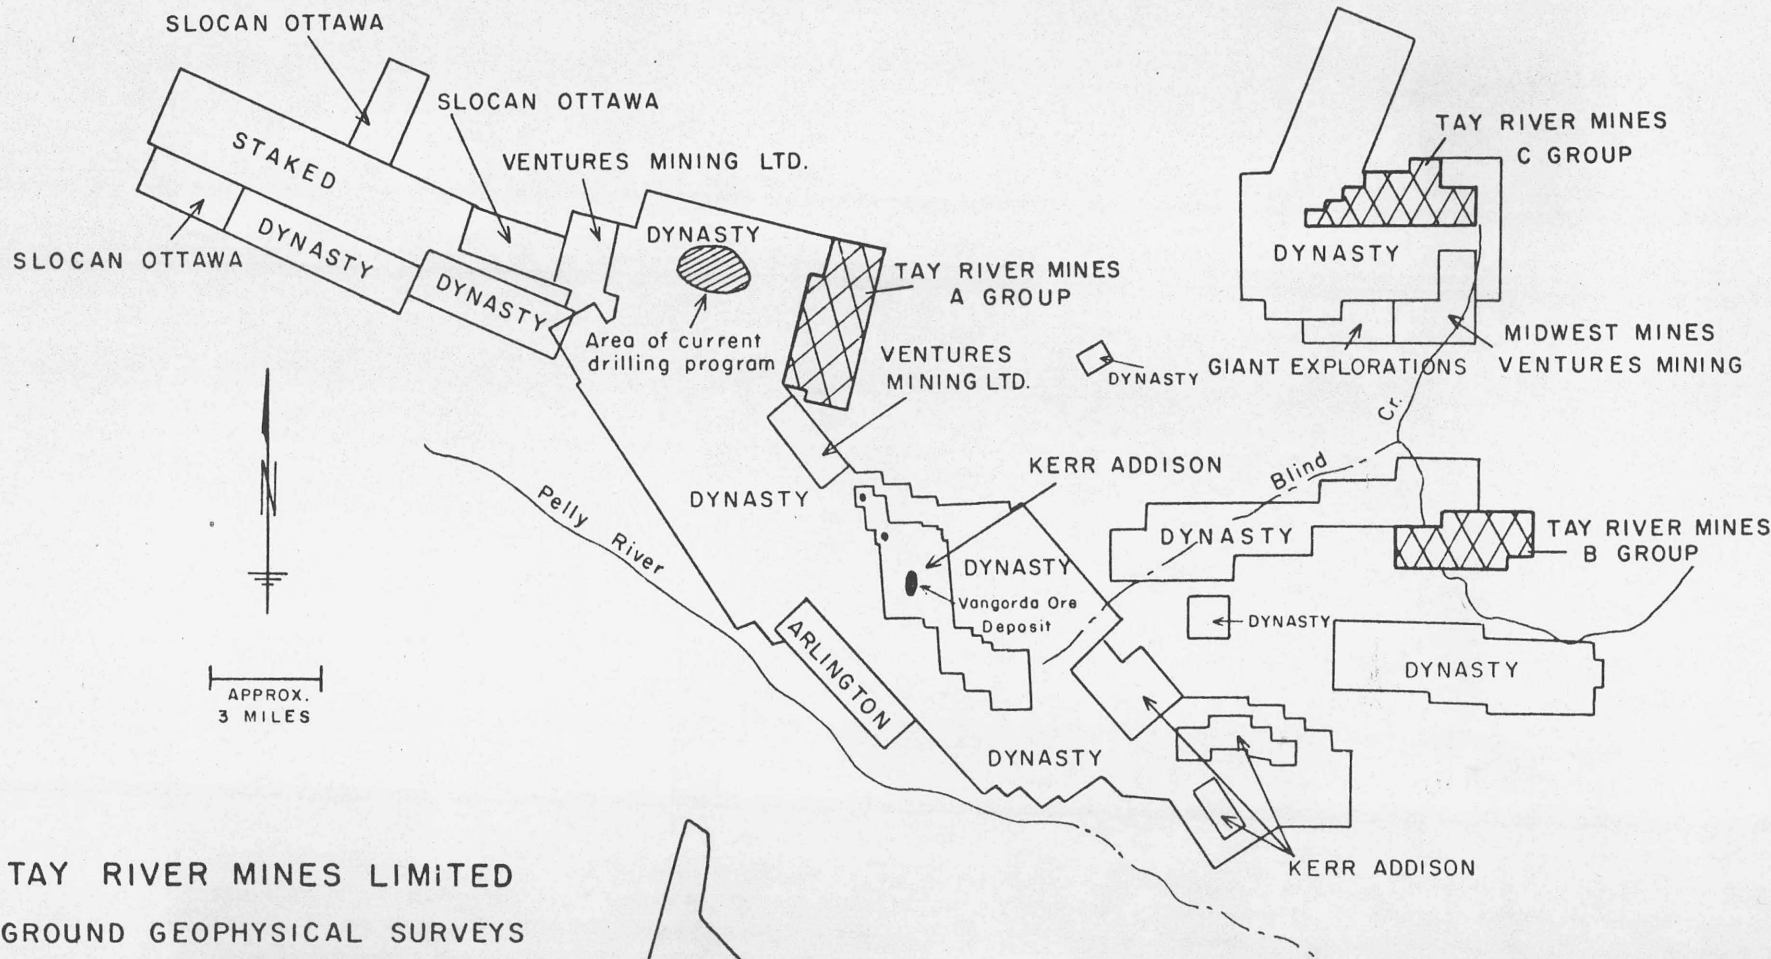 SLOCAN OTTAWA
SLOCAN OTTAWA
VENTURES MINING LTD.
STAKED
SLOCAN OTTAWA
DYNASTY
DYNASTY
DYNASTY
Area of current
drilling program
TAY RIVER MINES
A GROUP
VENTURES
MINING LTD.
TAY RIVER MINES
C GROUP
DYNASTY
MIDWEST MINES
VENTURES MINING
GIANT EXPLORATIONS
DYNASTY
Blind
Cr.
N
KERR ADDISON
Pelly
River
DYNASTY
DYNASTY
TAY RIVER MINES
B GROUP
DYNASTY
Vangorda Ore
Deposit
DYNASTY
DYNASTY
ARLINGTON
APPROX.
3 MILES
DYNASTY
KERR ADDISON
TAY RIVER MINES LIMiTED
GROUND GEOPHYSICAL SURVEYS